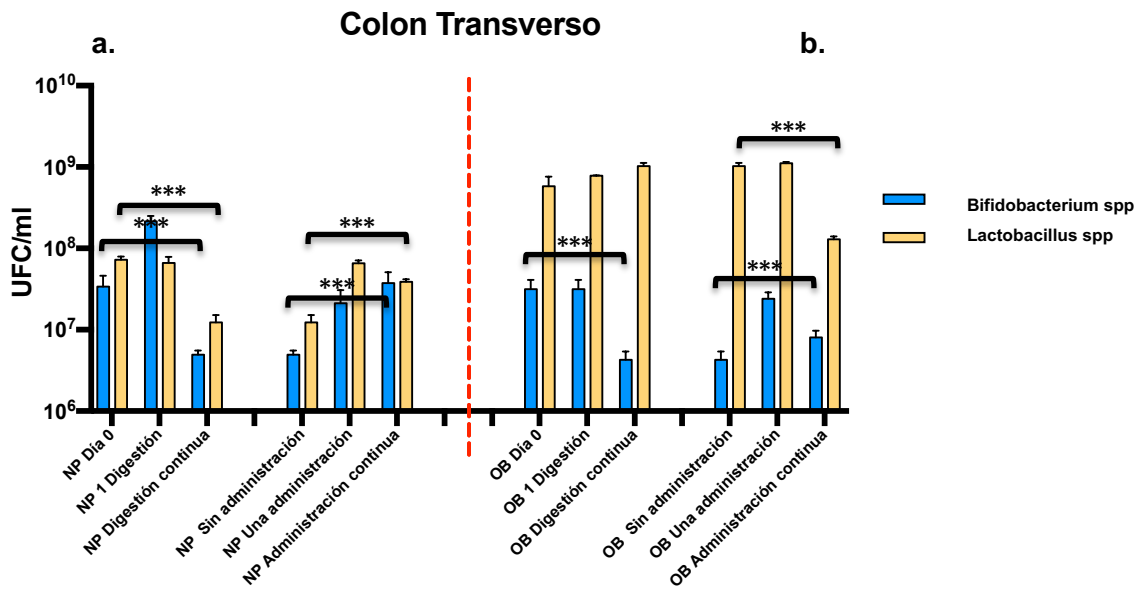 Colon Transverso
a.
b.
UFC/ml
10^10
10^9
10^8
10^7
10^6
***
***
***
***
***
***
***
NP Día 0
NP 1 Digestión
NP Digestión continua
NP Sin administración
NP Una administración
NP Administración continua
OB Día 0
OB 1 Digestión
OB Digestión continua
OB Sin administración
OB Una administración
OB Administración continua
Bifidobacterium spp
Lactobacillus spp